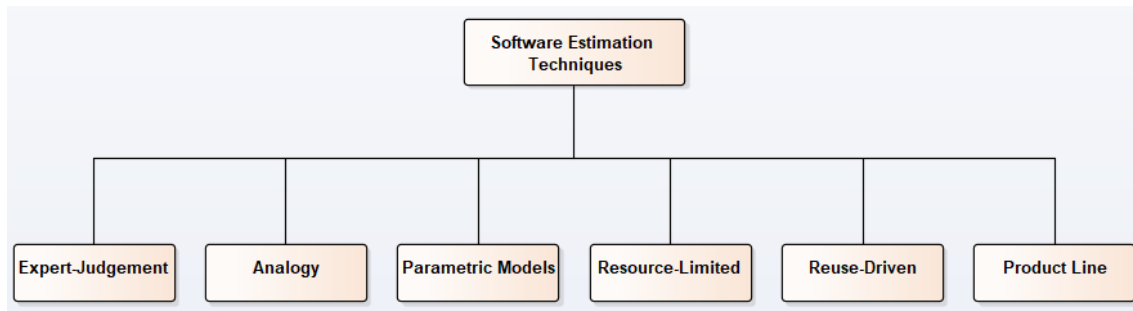 Software Estimation
Techniques
Expert-Judgement
Analogy
Parametric Models
Resource-Limited
Reuse-Driven
Product Line